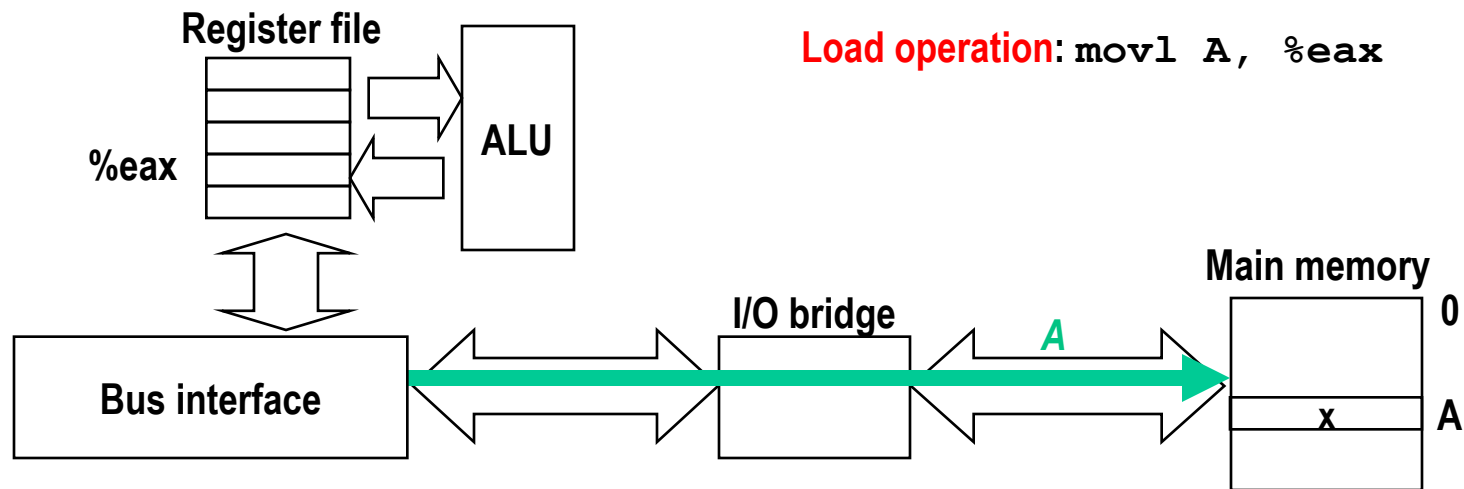 Register file
Load operation: movl A, %eax
ALU
%eax
Main memory
I/O bridge
0
A
Bus interface
x
A